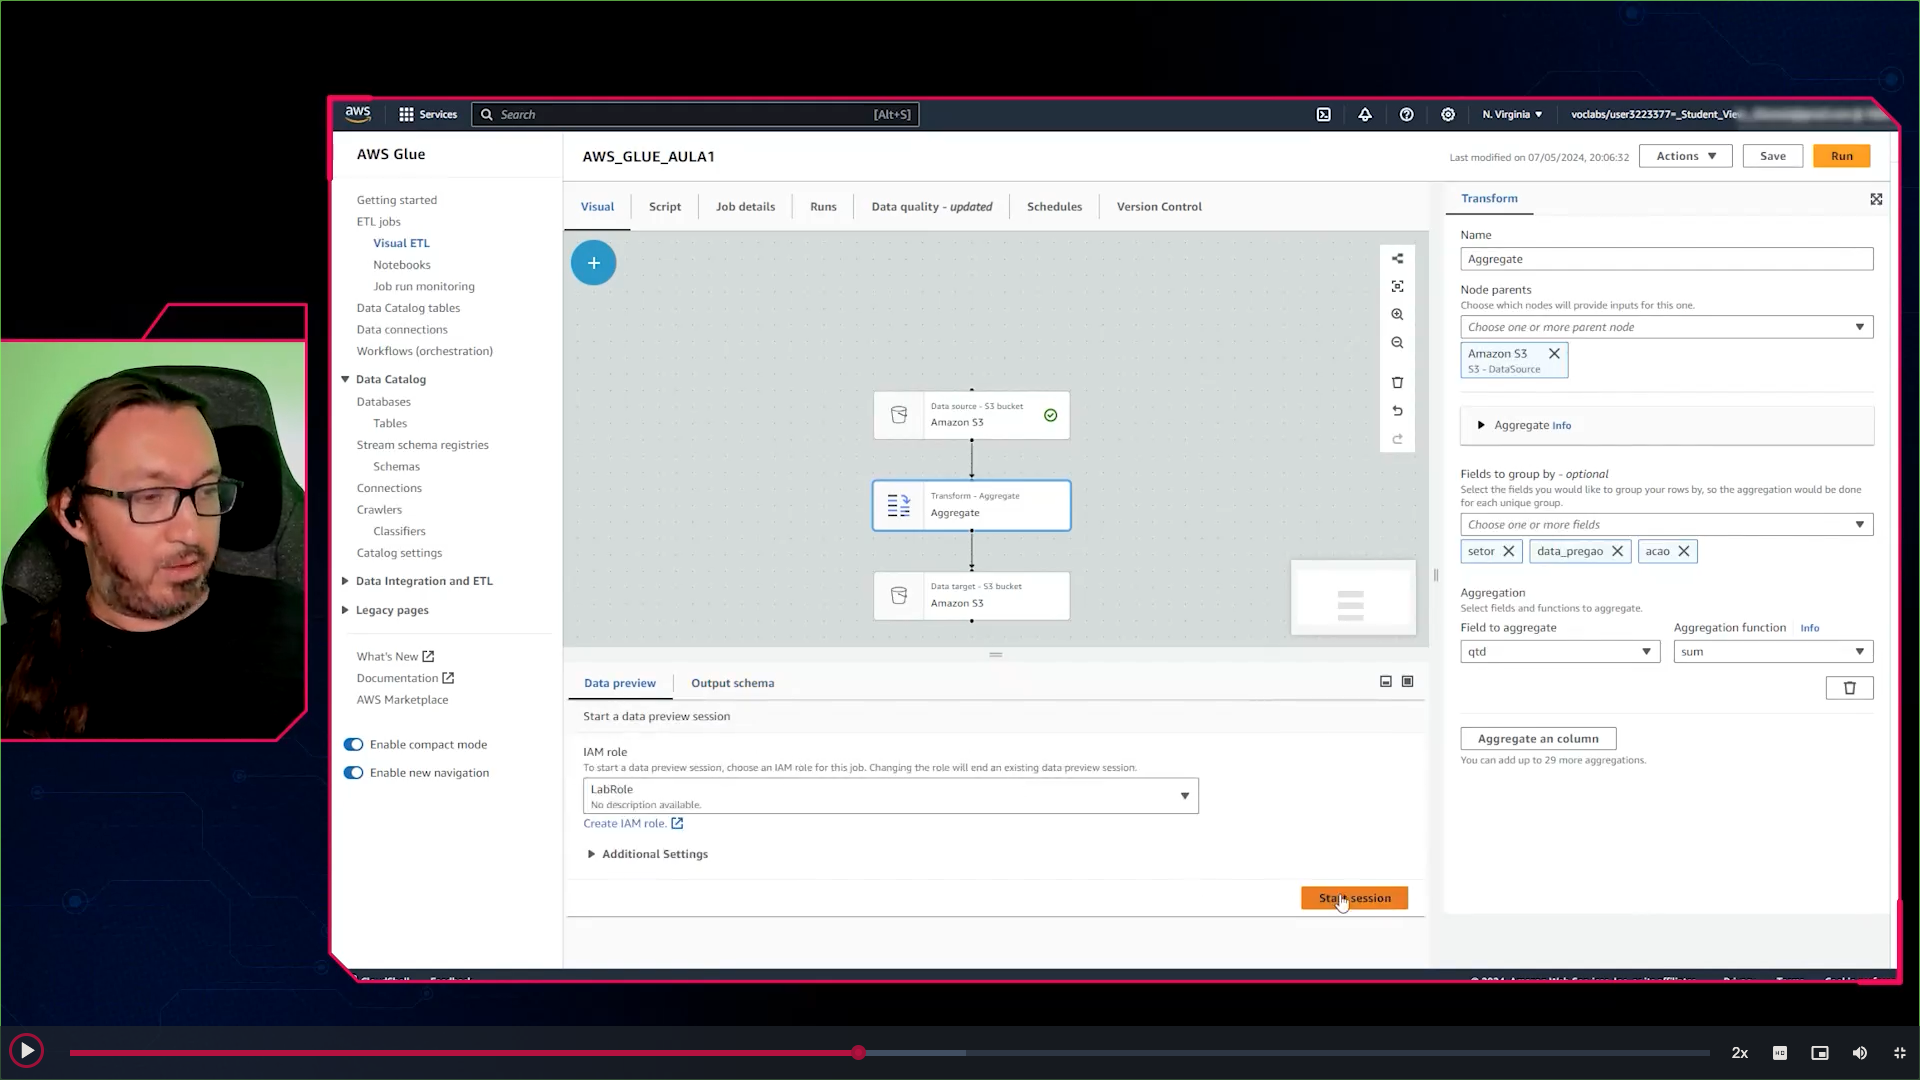 aws
Services
Search
[Alt+S]
N. Virginia
voclabs/user3223377=_Student_Vie
AWS Glue
Getting started
ETL jobs
Visual ETL
Notebooks
Job run monitoring
Data Catalog tables
Data connections
Workflows (orchestration)
Data Catalog
Databases
Tables
Stream schema registries
Schemas
Connections
Crawlers
Classifiers
Catalog settings
Data Integration and ETL
Legacy pages
What's New
Documentation
AWS Marketplace
Enable compact mode
Enable new navigation
AWS_GLUE_AULA1
Last modified on 07/05/2024, 20:06:32
Actions
Save
Run
Visual
Script
Job details
Runs
Data quality - updated
Schedules
Version Control
Data source - S3 bucket
Amazon S3
Transform - Aggregate
Aggregate
Data target - S3 bucket
Amazon S3
Data preview
Output schema
Start a data preview session
IAM role
To start a data preview session, choose an IAM role for this job. Changing the role will end an existing data preview session.
LabRole
No description available.
Create IAM role.
Additional Settings
Start session
Transform
Name
Aggregate
Node parents
Choose which nodes will provide inputs for this one.
Choose one or more parent node
Amazon S3
S3 - DataSource
Aggregate Info
Fields to group by - optional
Select the fields you would like to group your rows by, so the aggregation would be done
for each unique group.
Choose one or more fields
setor
data_pregao
acao
Aggregation
Select fields and functions to aggregate.
Field to aggregate
Aggregation function Info
qtd
sum
Aggregate an column
You can add up to 29 more aggregations.
2x
HD